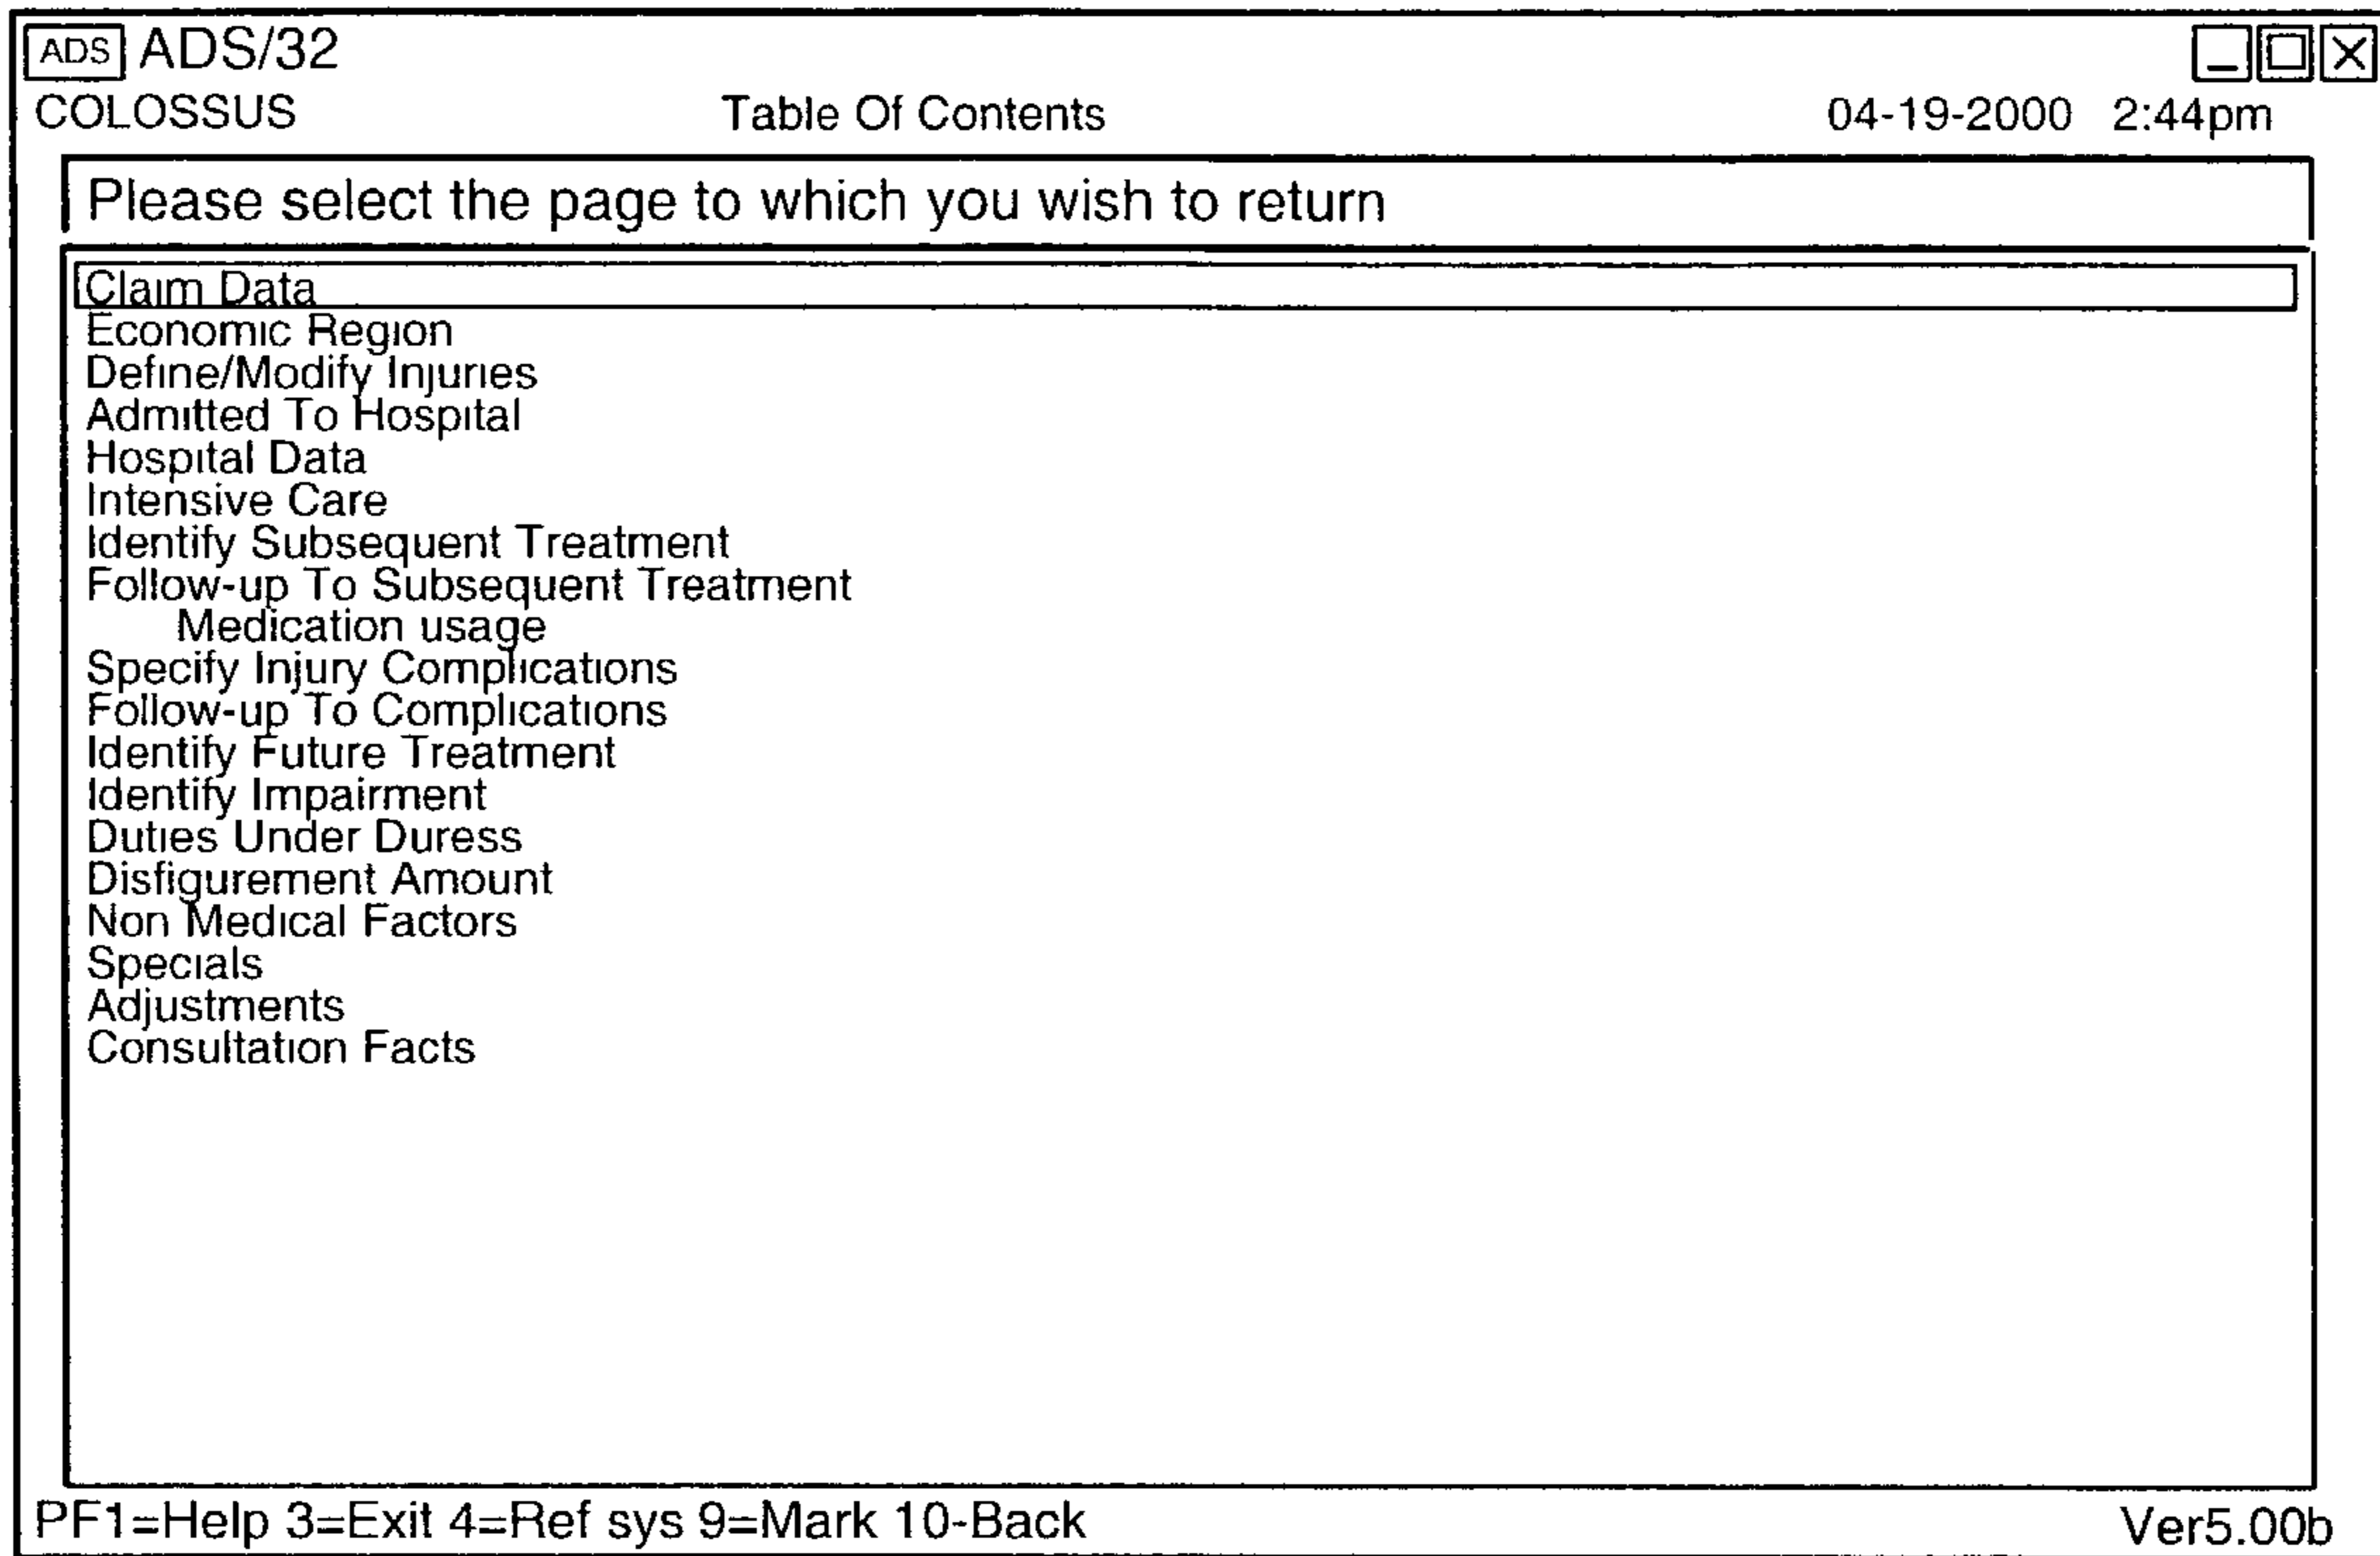 ADS ADS/32
COLOSSUS Table Of Contents 04-19-2000 2:44pm
Please select the page to which you wish to return
Claim Data
Economic Region
Define/Modify Injuries
Admitted To Hospital
Hospital Data
Intensive Care
Identify Subsequent Treatment
Follow-up To Subsequent Treatment
Medication usage
Specify Injury Complications
Follow-up To Complications
Identify Future Treatment
Identify Impairment
Duties Under Duress
Disfigurement Amount
Non Medical Factors
Specials
Adjustments
Consultation Facts
PF1=Help 3=Exit 4=Ref sys 9=Mark 10-Back Ver5.00b